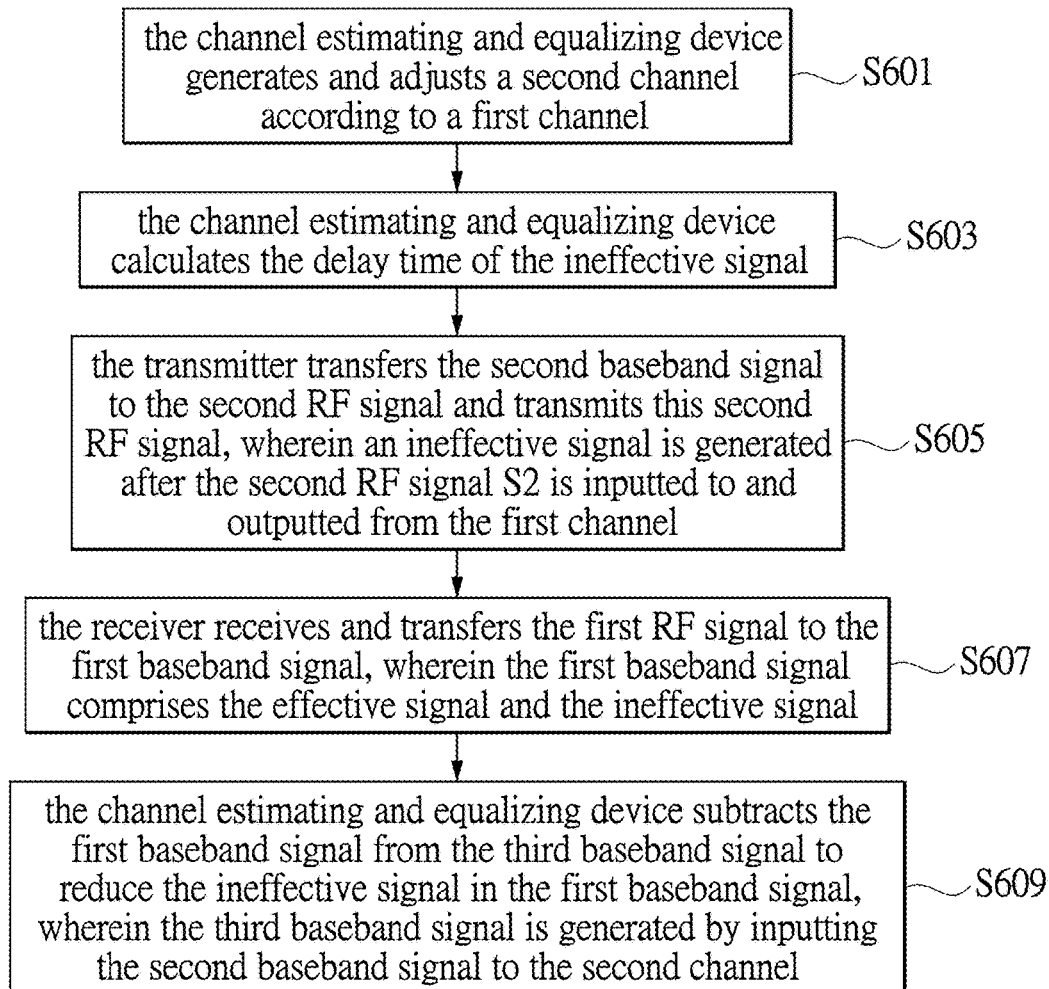 the channel estimating and equalizing device
generates and adjusts a second channel
according to a first channel
S601
the channel estimating and equalizing device
calculates the delay time of the ineffective signal
S603
the transmitter transfers the second baseband signal
to the second RF signal and transmits this second
RF signal, wherein an ineffective signal is generated
after the second RF signal S2 is inputted to and
outputted from the first channel
S605
the receiver receives and transfers the first RF signal to the
first baseband signal, wherein the first baseband signal
comprises the effective signal and the ineffective signal
S607
the channel estimating and equalizing device subtracts the
first baseband signal from the third baseband signal to
reduce the ineffective signal in the first baseband signal,
wherein the third baseband signal is generated by inputting
the second baseband signal to the second channel
S609